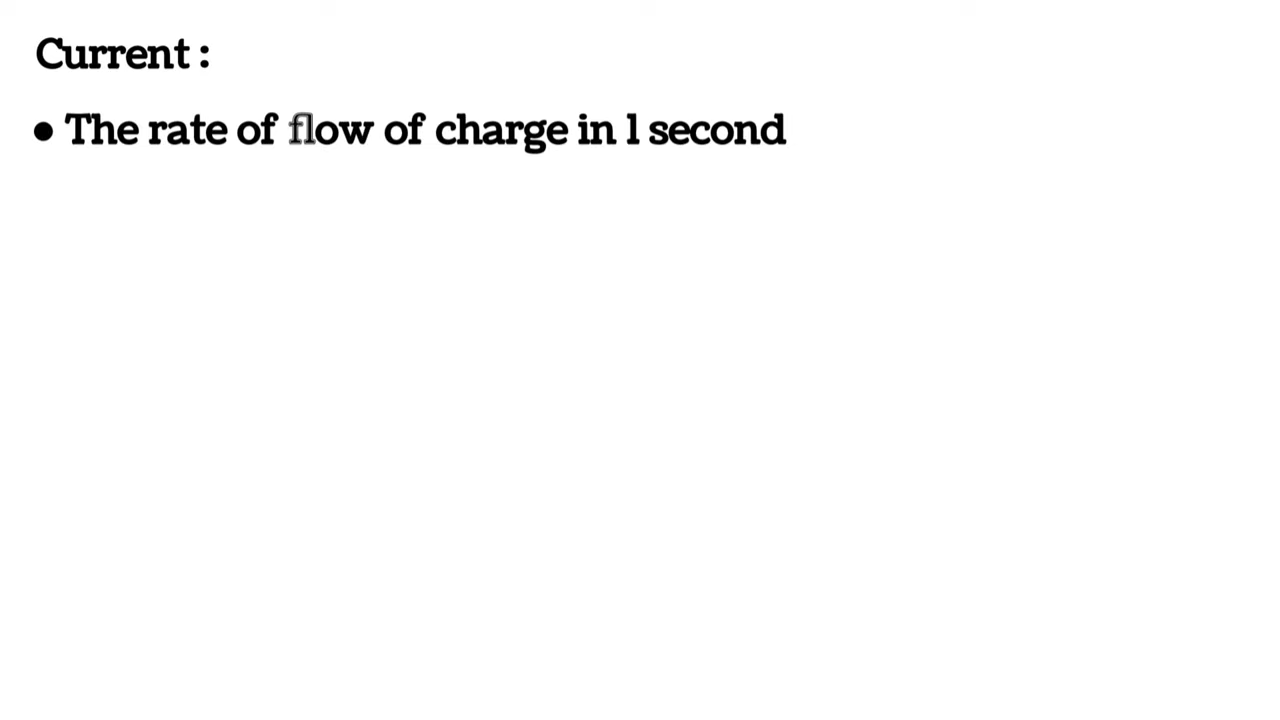 Current :
• The rate of flow of charge in 1 second